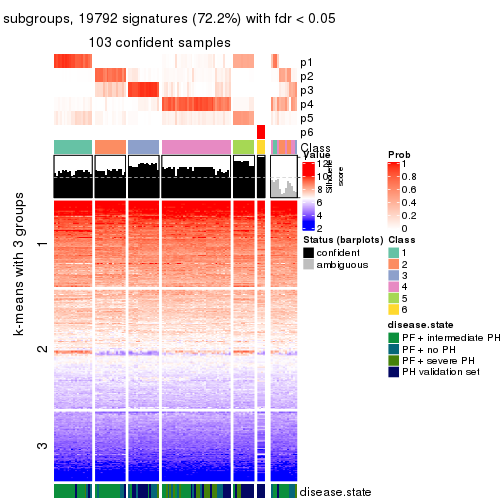 subgroups, 19792 signatures (72.2%) with fdr < 0.05
103 confident samples
p1
p2
p3
p4
p5
p6
Class
k-means with 3 groups
1
2
3
disease.state
Value
12
10
8
6
4
2
silhouette
score
Prob
1
0.8
0.6
0.4
0.2
0
Status (barplots)
confident
ambiguous
Class
1
2
3
4
5
6
disease.state
PF + intermediate PH
PF + no PH
PF + severe PH
PH validation set